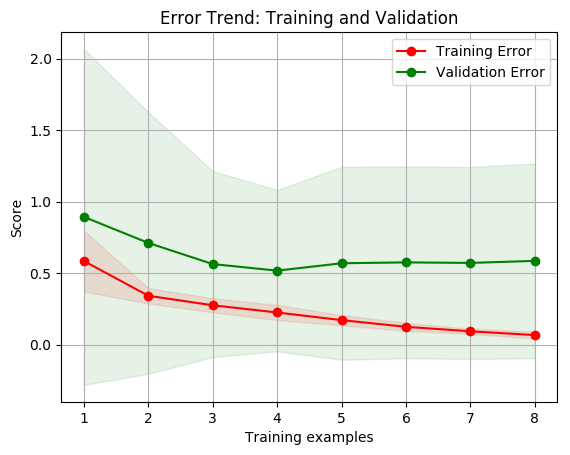 Error Trend: Training and Validation
Training Error
Validation Error
2.0
1.5
1.0
0.5
0.0
Score
1 2 3 4 5 6 7 8
Training examples